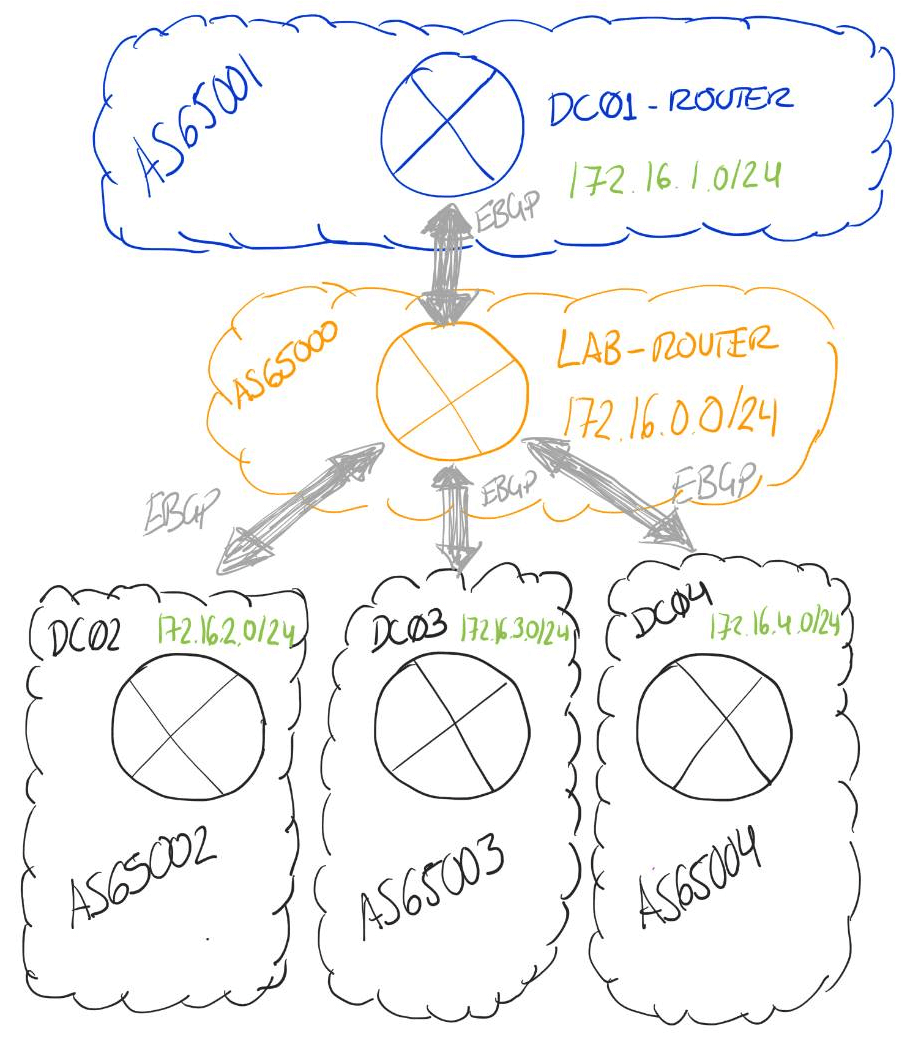 AS65001
DC01-ROUTER
172.16.1.0/24
EBGP
AS65000
LAB-ROUTER
172.16.0.0/24
EBGP
EBGP
EBGP
DC02
172.16.2.0/24
DC03
172.16.3.0/24
DC04
172.16.4.0/24
AS65002
AS65003
AS65004